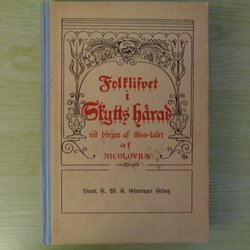 Folklifvet
i
Skytts härad
vid början af 1800-talet
af
NICOLOVIUS
Lund, C. W. K. Gleerups förlag